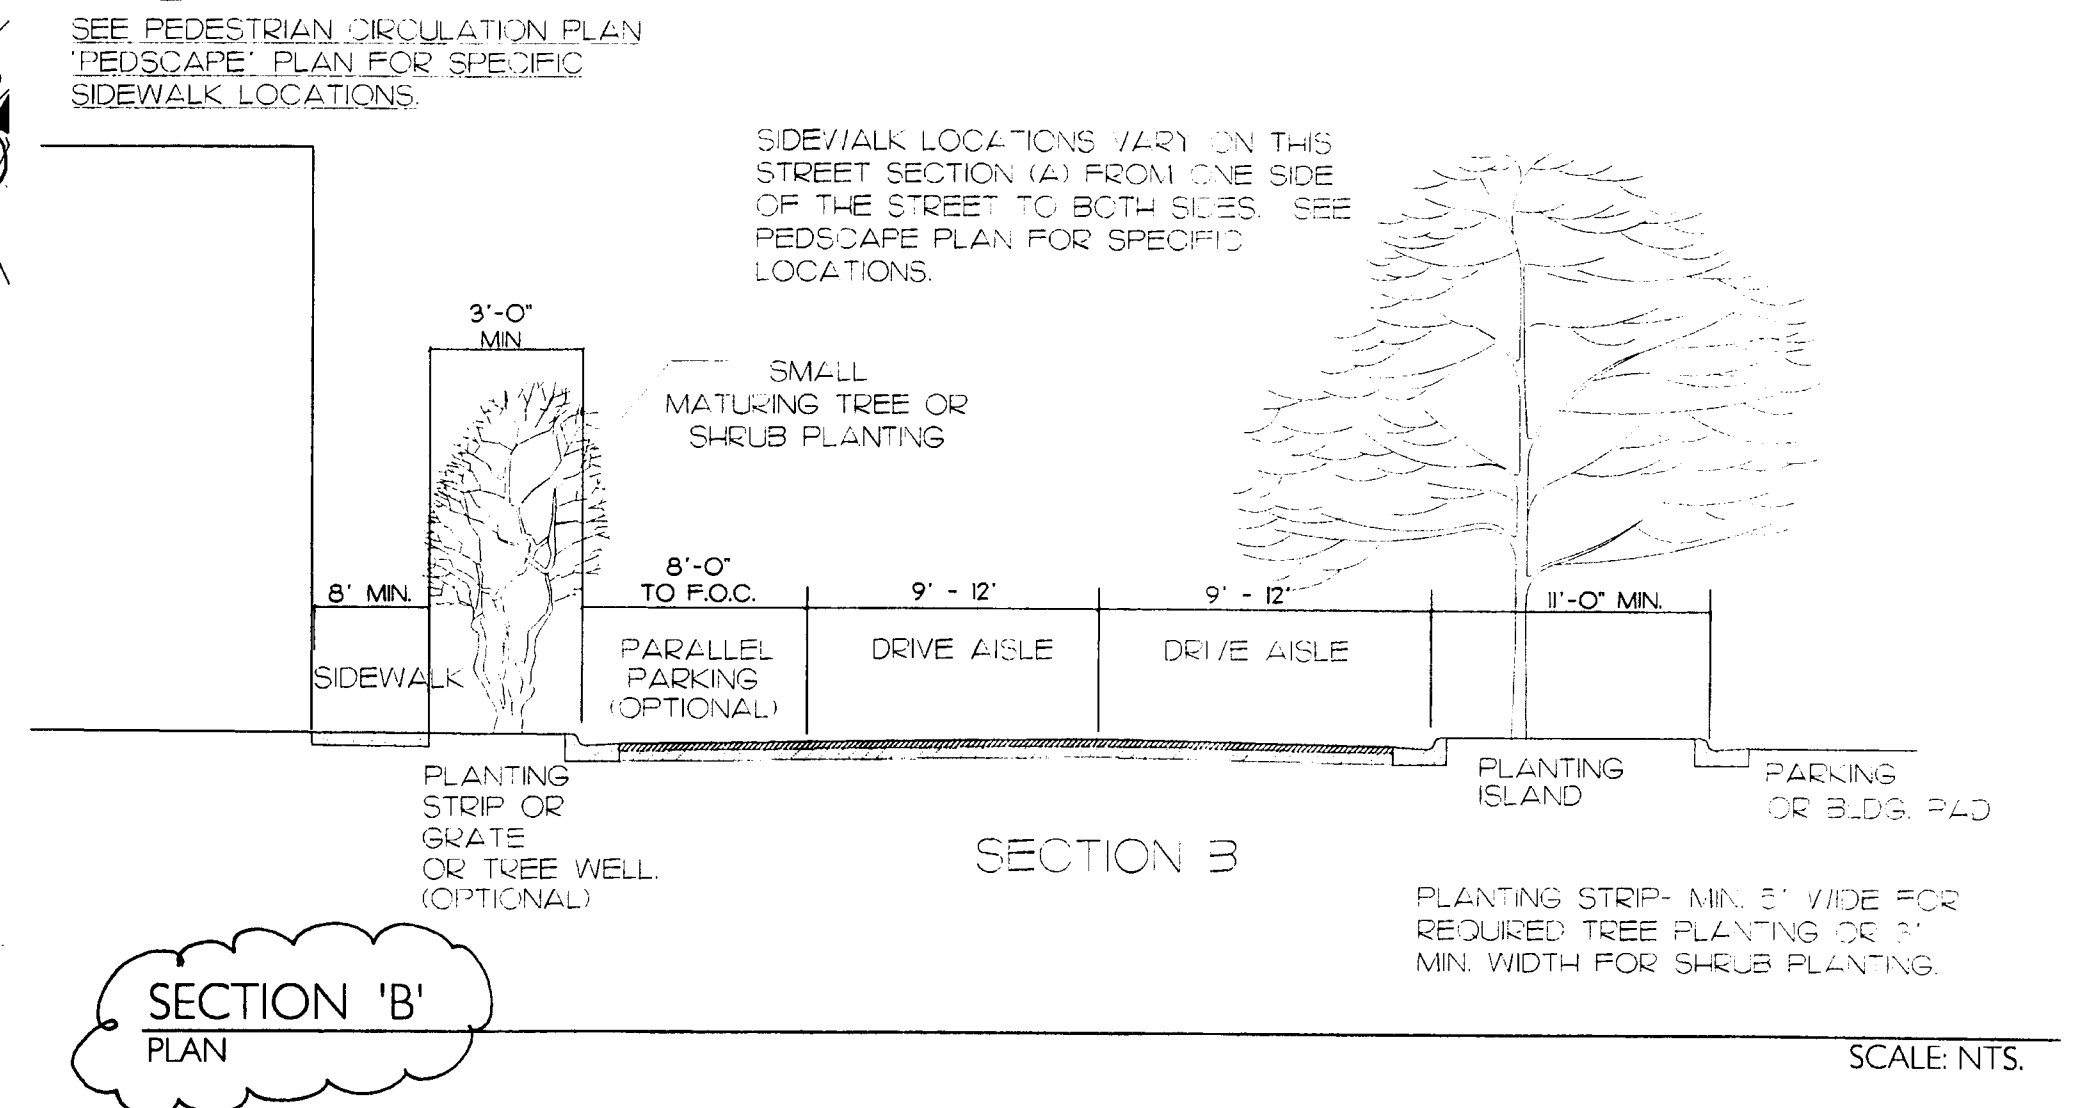 SEE PEDESTRIAN CIRCULATION PLAN
'PEDSCAPE' PLAN FOR SPECIFIC
SIDEWALK LOCATIONS.
SIDEWALK LOCATIONS VARY ON THIS
STREET SECTION (A) FROM ONE SIDE
OF THE STREET TO BOTH SIDES. SEE
PEDSCAPE PLAN FOR SPECIFIC
LOCATIONS.
3'-0"
MIN
SMALL
MATURING TREE OR
SHRUB PLANTING
8' MIN.
8'-0"
TO F.O.C.
9' - 12'
9' - 12'
11'-0" MIN.
SIDEWALK
PARALLEL
PARKING
(OPTIONAL)
DRIVE AISLE
DRIVE AISLE
PLANTING
STRIP OR
GRATE
OR TREE WELL.
(OPTIONAL)
PLANTING
ISLAND
PARKING
OR BLDG. PAD
SECTION B
PLANTING STRIP- MIN. WIDE FOR
REQUIRED TREE PLANTING OR
MIN. WIDTH FOR SHRUB PLANTING.
SECTION 'B'
PLAN
SCALE: NTS.